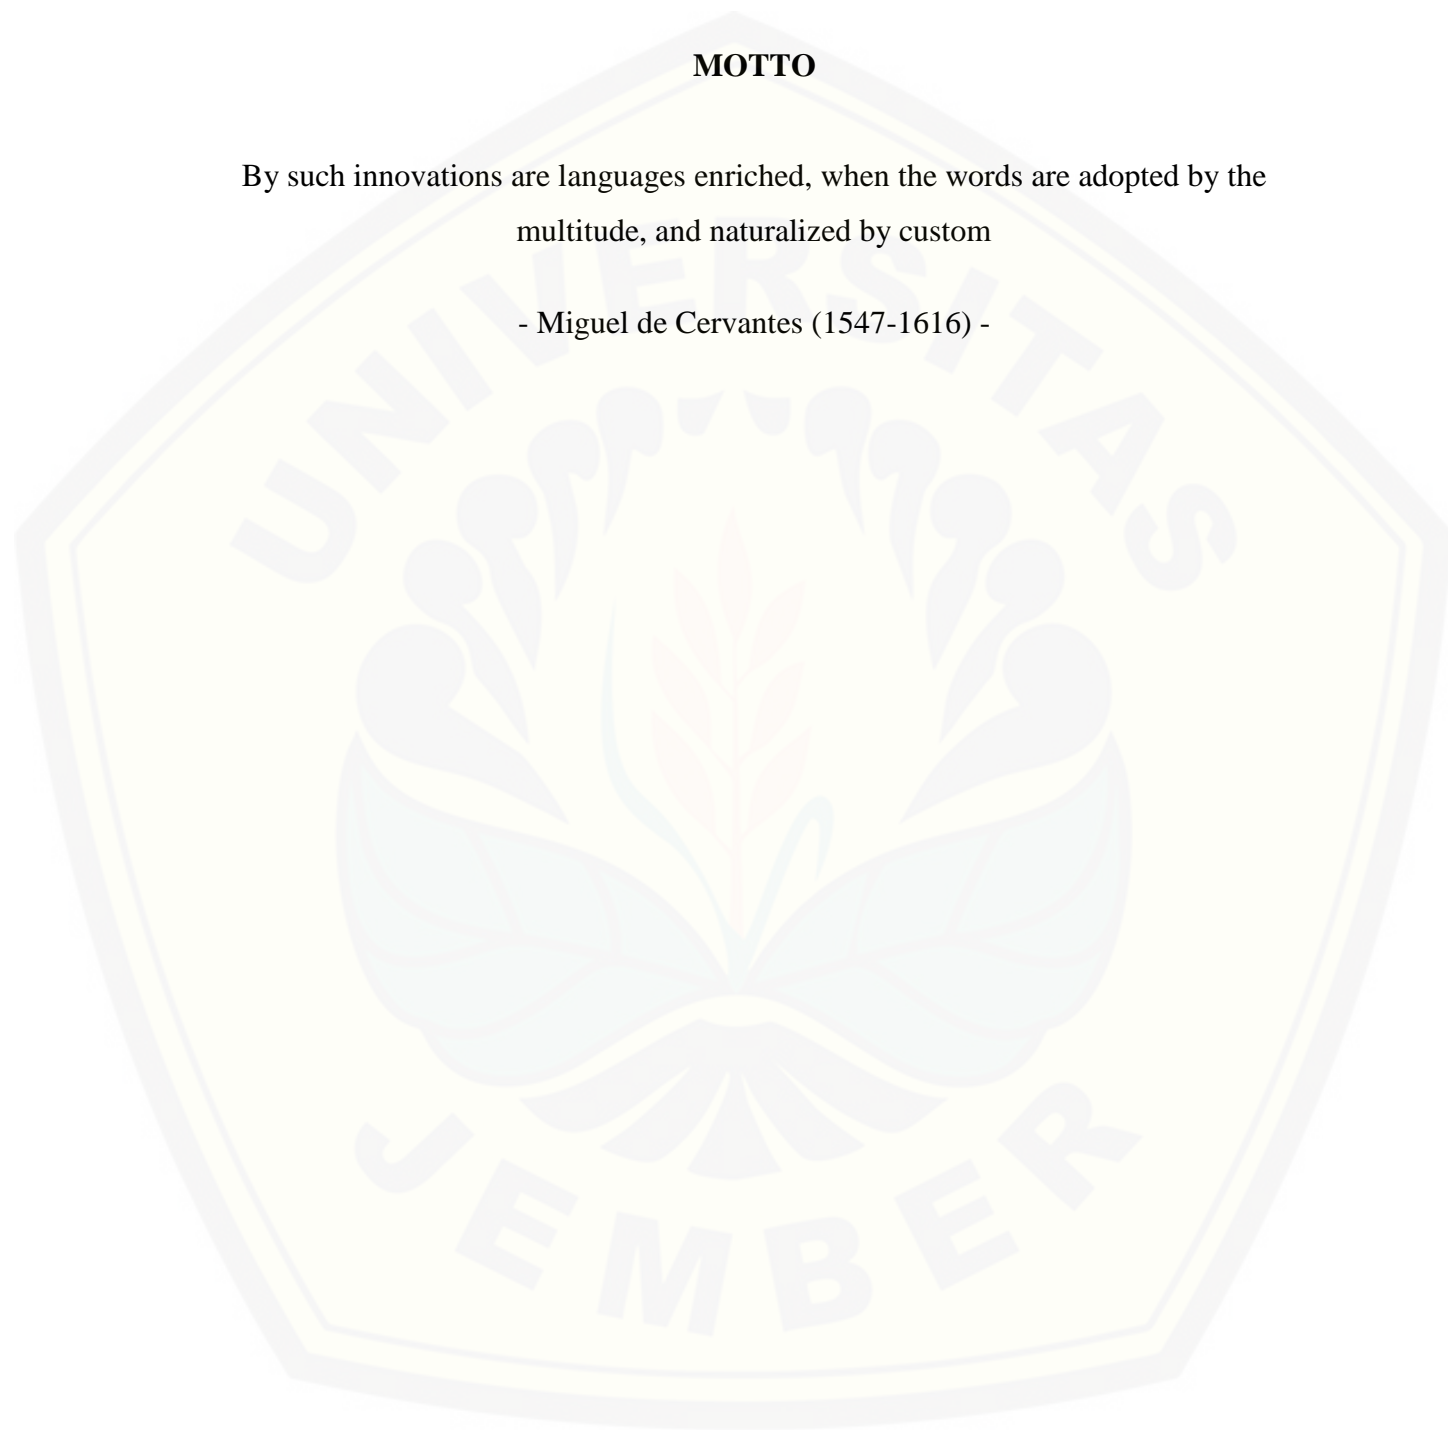 MOTTO
By such innovations are languages enriched, when the words are adopted by the
multitude, and naturalized by custom
- Miguel de Cervantes (1547-1616) -
UNIVERSITAS
JEMBER